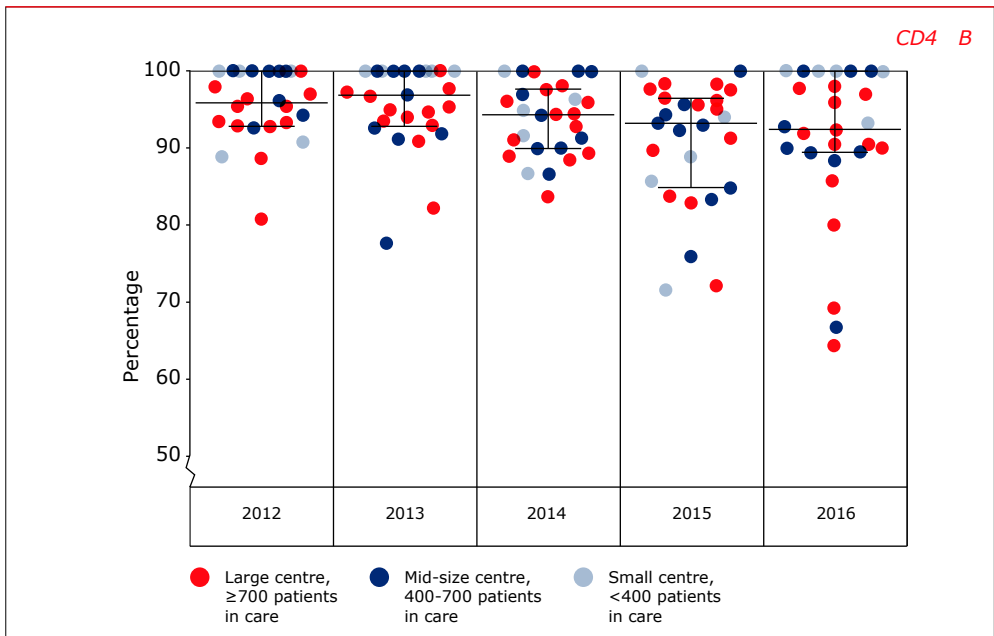 CD4 B
Percentage
100
90
80
70
60
50
2012 2013 2014 2015 2016
Large centre,
≥700 patients
in care
Mid-size centre,
400-700 patients
in care
Small centre,
<400 patients
in care